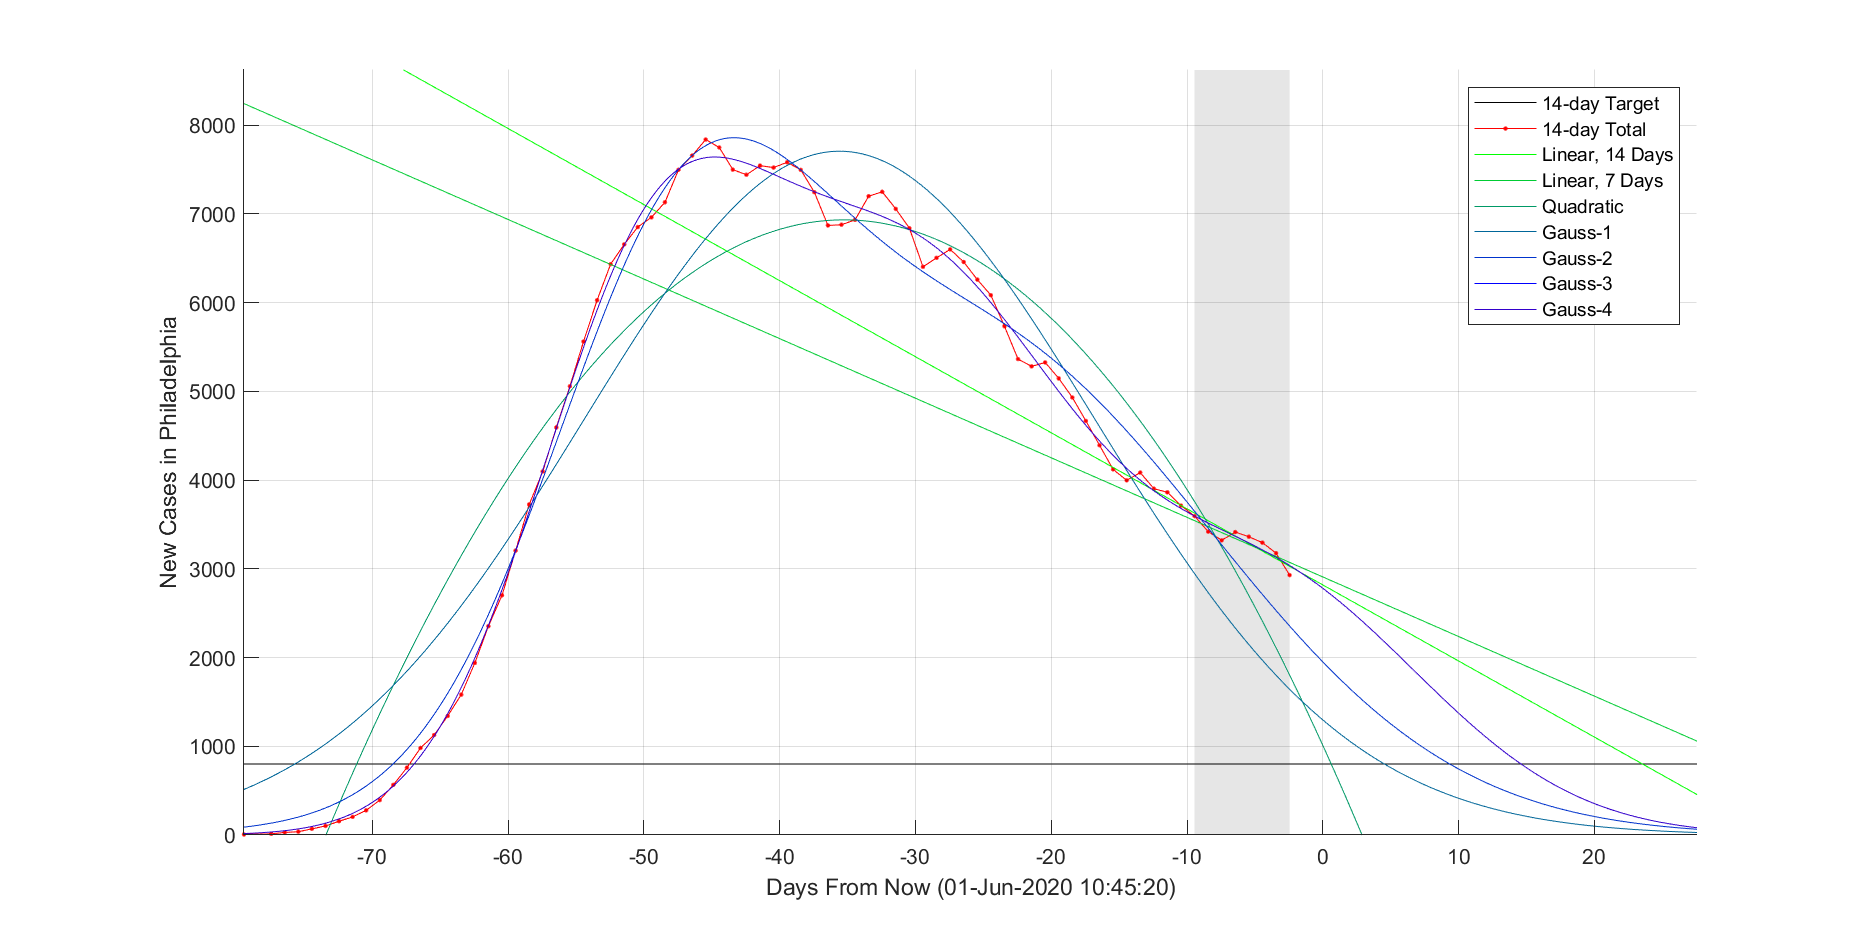 8000
7000
6000
5000
4000
3000
2000
1000
0
New Cases in Philadelphia
-70 -60 -50 -40 -30 -20 -10 0 10 20
Days From Now (01-Jun-2020 10:45:20)
14-day Target
14-day Total
Linear, 14 Days
Linear, 7 Days
Quadratic
Gauss-1
Gauss-2
Gauss-3
Gauss-4